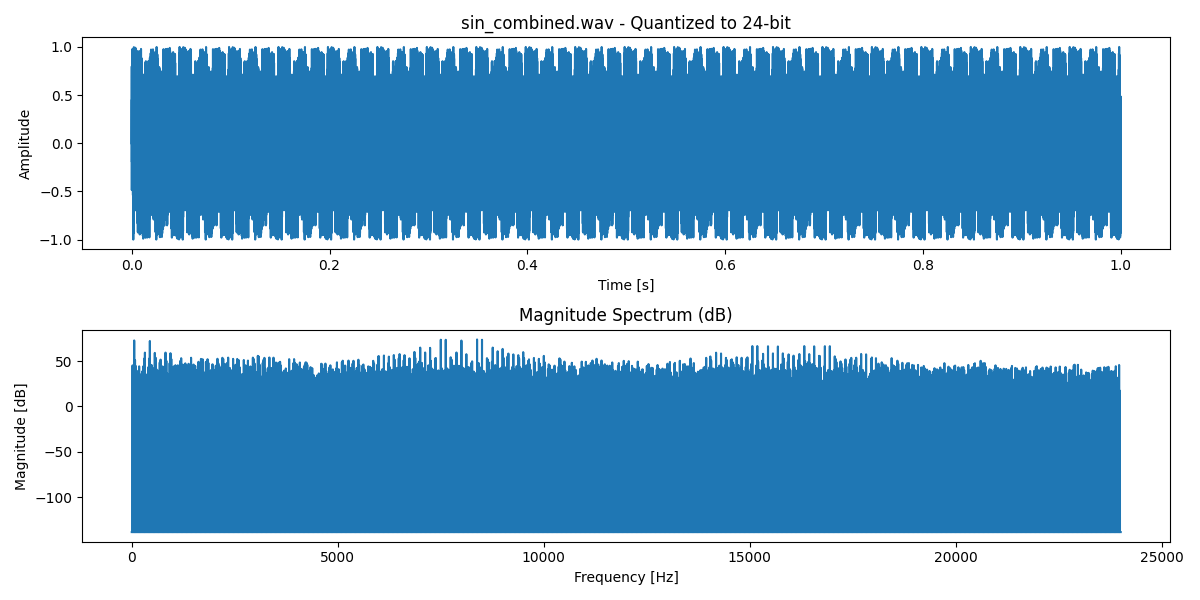 sin_combined.wav - Quantized to 24-bit
1.0
0.5
0.0
−0.5
−1.0
Amplitude
0.0 0.2 0.4 0.6 0.8 1.0
Time [s]
Magnitude Spectrum (dB)
50
0
−50
−100
Magnitude [dB]
0 5000 10000 15000 20000 25000
Frequency [Hz]